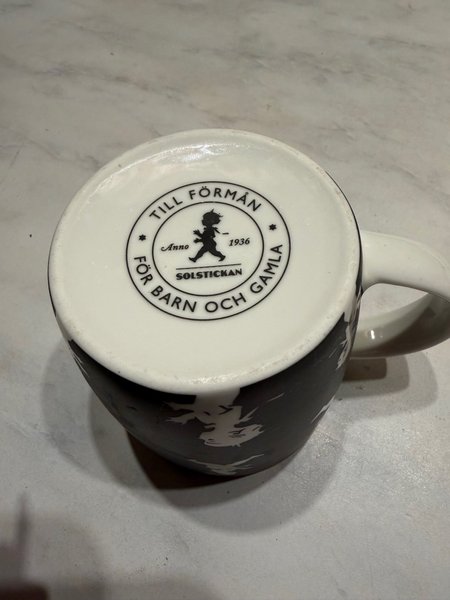 TILL FÖRMÅN
Anno 1936
SOLSTICKAN
FÖR BARN OCH GAMLA